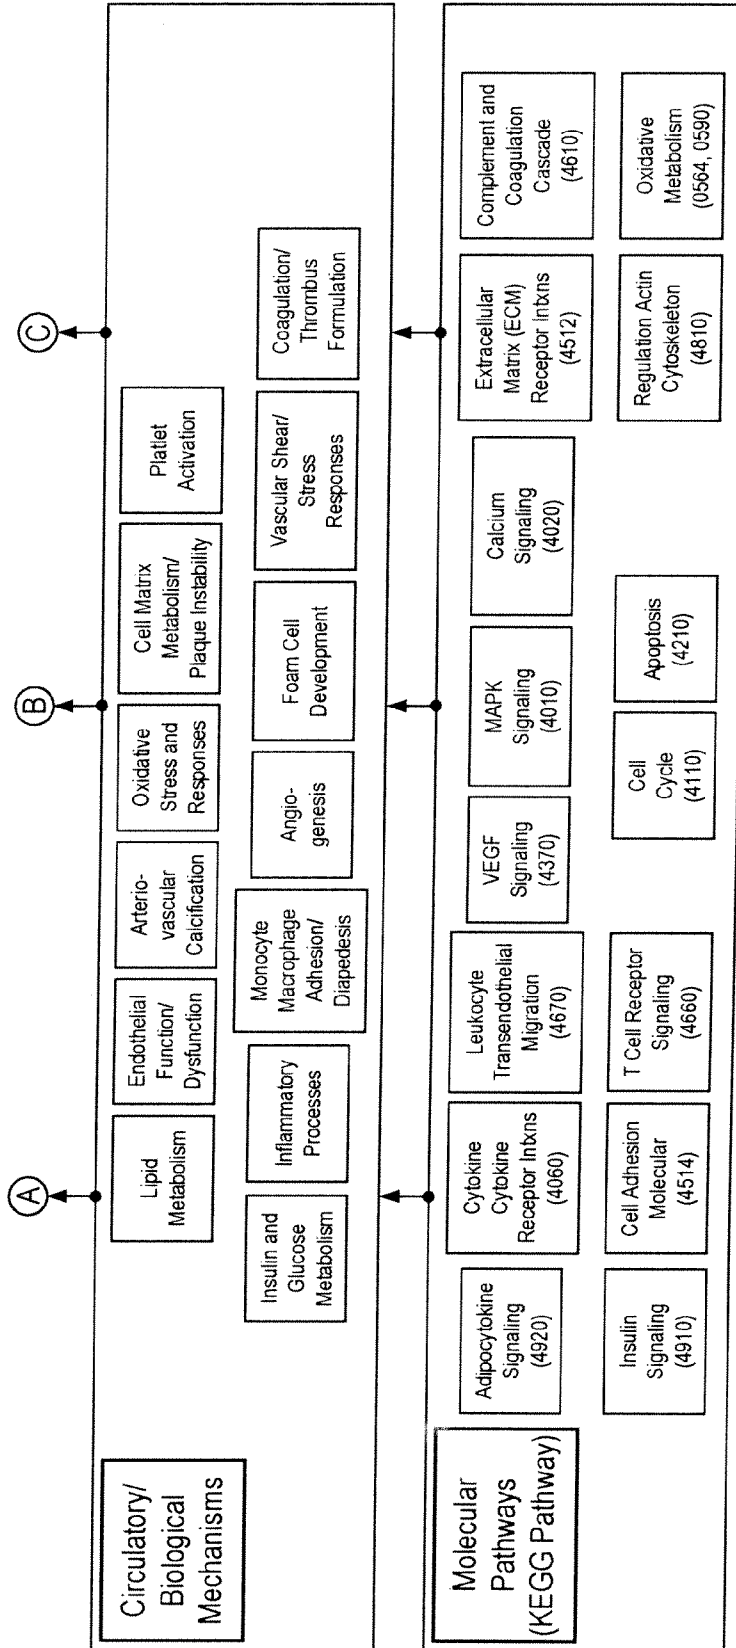 A
B
C
Circulatory/
Biological
Mechanisms
Lipid
Metabolism
Endothelial
Function/
Dysfunction
Arterio-
vascular
Calcification
Oxidative
Stress and
Responses
Cell Matrix
Metabolism/
Plaque Instability
Platlet
Activation
Insulin and
Glucose
Metabolism
Inflammatory
Processes
Monocyte
Macrophage
Adhesion/
Diapedesis
Angio-
genesis
Foam Cell
Development
Vascular Shear/
Stress
Responses
Coagulation/
Thrombus
Formulation
Molecular
Pathways
(KEGG Pathway)
Adipocytokine
Signaling
(4920)
Cytokine
Cytokine
Receptor Intxns
(4060)
Leukocyte
Transendothelial
Migration
(4670)
VEGF
Signaling
(4370)
MAPK
Signaling
(4010)
Calcium
Signaling
(4020)
Extracellular
Matrix (ECM)
Receptor Intxns
(4512)
Complement and
Coagulation
Cascade
(4610)
Insulin
Signaling
(4910)
Cell Adhesion
Molecular
(4514)
T Cell Receptor
Signaling
(4660)
Cell
Cycle
(4110)
Apoptosis
(4210)
Regulation Actin
Cytoskeleton
(4810)
Oxidative
Metabolism
(0564, 0590)